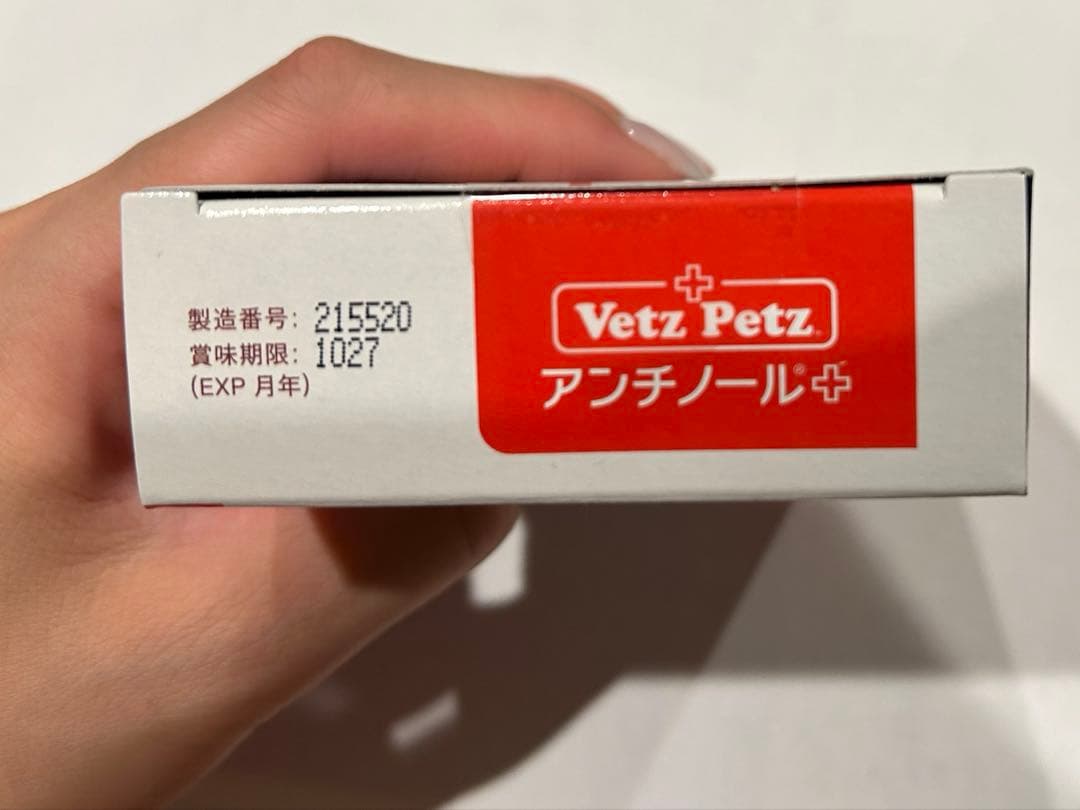 製造番号: 215520
賞味期限: 1027
(EXP 月年)
Vetz Petz
アンチノール®